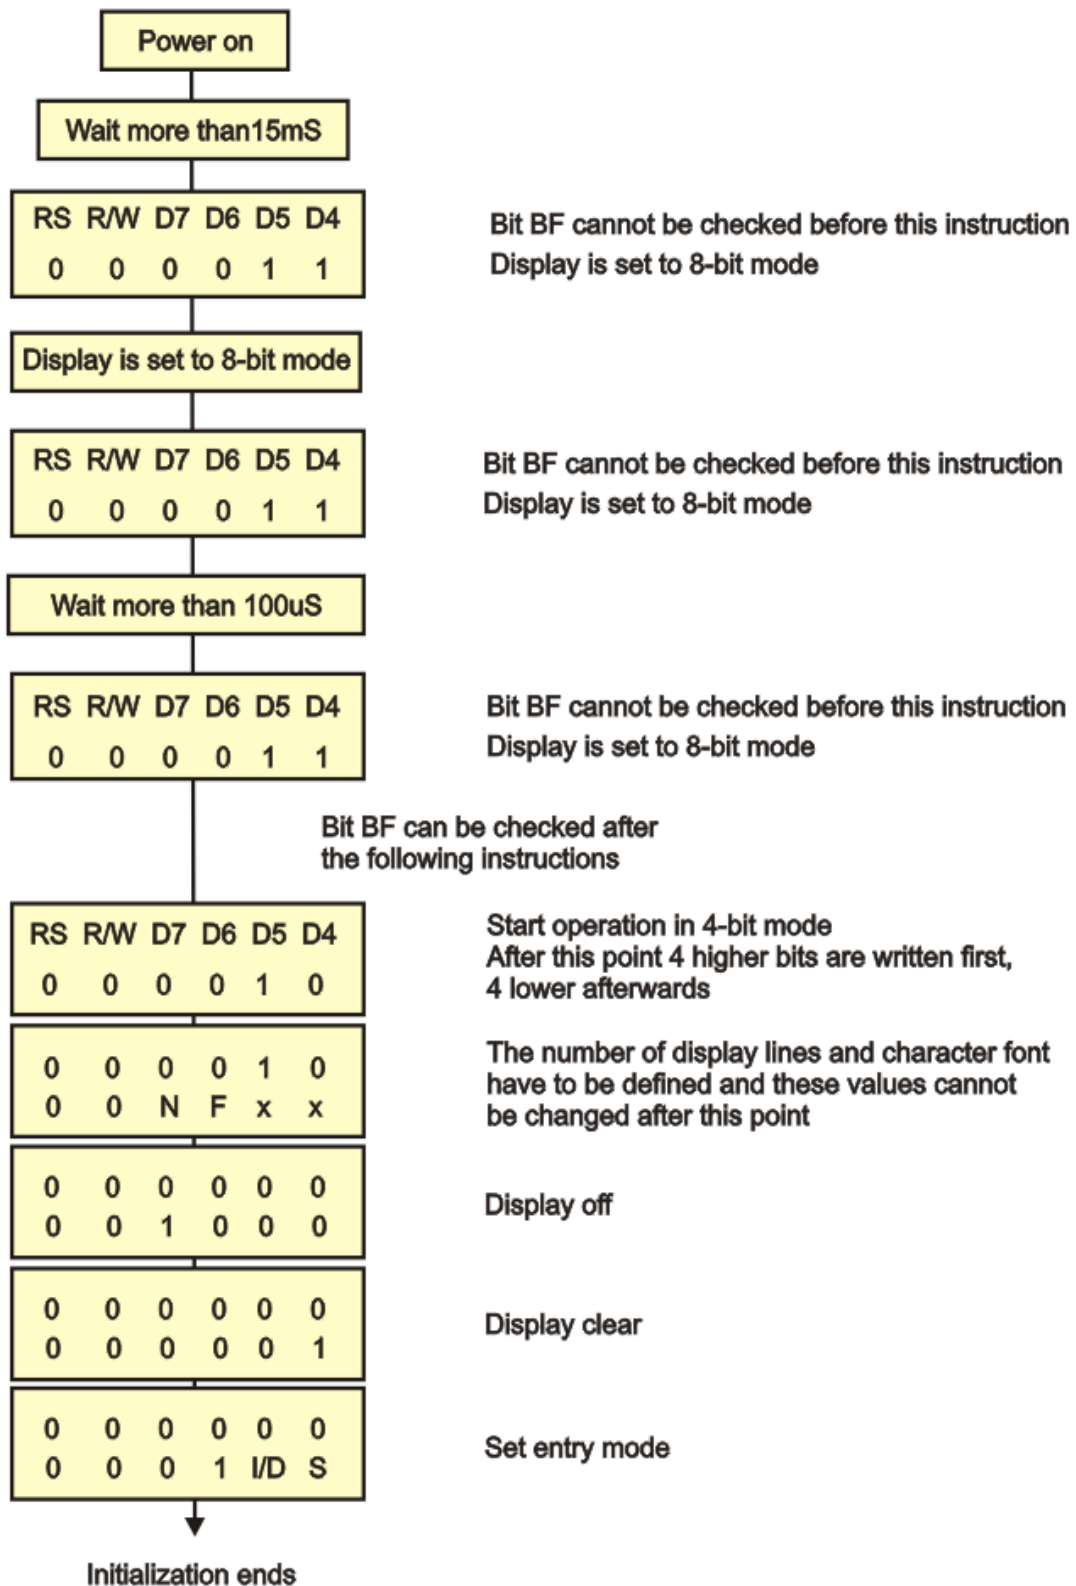 Power on
Wait more than15mS
RS R/W D7 D6 D5 D4
0 0 0 0 1 1
Bit BF cannot be checked before this instruction
Display is set to 8-bit mode
Display is set to 8-bit mode
RS R/W D7 D6 D5 D4
0 0 0 0 1 1
Bit BF cannot be checked before this instruction
Display is set to 8-bit mode
Wait more than 100uS
RS R/W D7 D6 D5 D4
0 0 0 0 1 1
Bit BF cannot be checked before this instruction
Display is set to 8-bit mode
Bit BF can be checked after
the following instructions
RS R/W D7 D6 D5 D4
0 0 0 0 1 0
Start operation in 4-bit mode
After this point 4 higher bits are written first,
4 lower afterwards
0 0 0 0 1 0
0 0 N F x x
The number of display lines and character font
have to be defined and these values cannot
be changed after this point
0 0 0 0 0 0
0 0 1 0 0 0
Display off
0 0 0 0 0 0
0 0 0 0 0 1
Display clear
0 0 0 0 0 0
0 0 0 1 I/D S
Set entry mode
Initialization ends